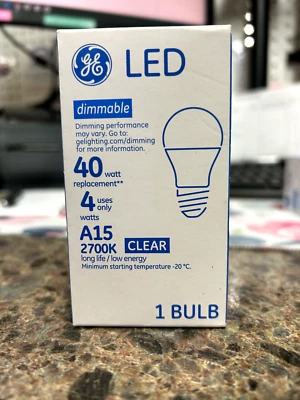 GE LED
dimmable
Dimming performance
may vary. Go to:
gelighting.com/dimming
for more information.
40 watt
replacement**
4 uses
only
watts
A15
2700K CLEAR
long life / low energy
Minimum starting temperature -20 °C.
1 BULB